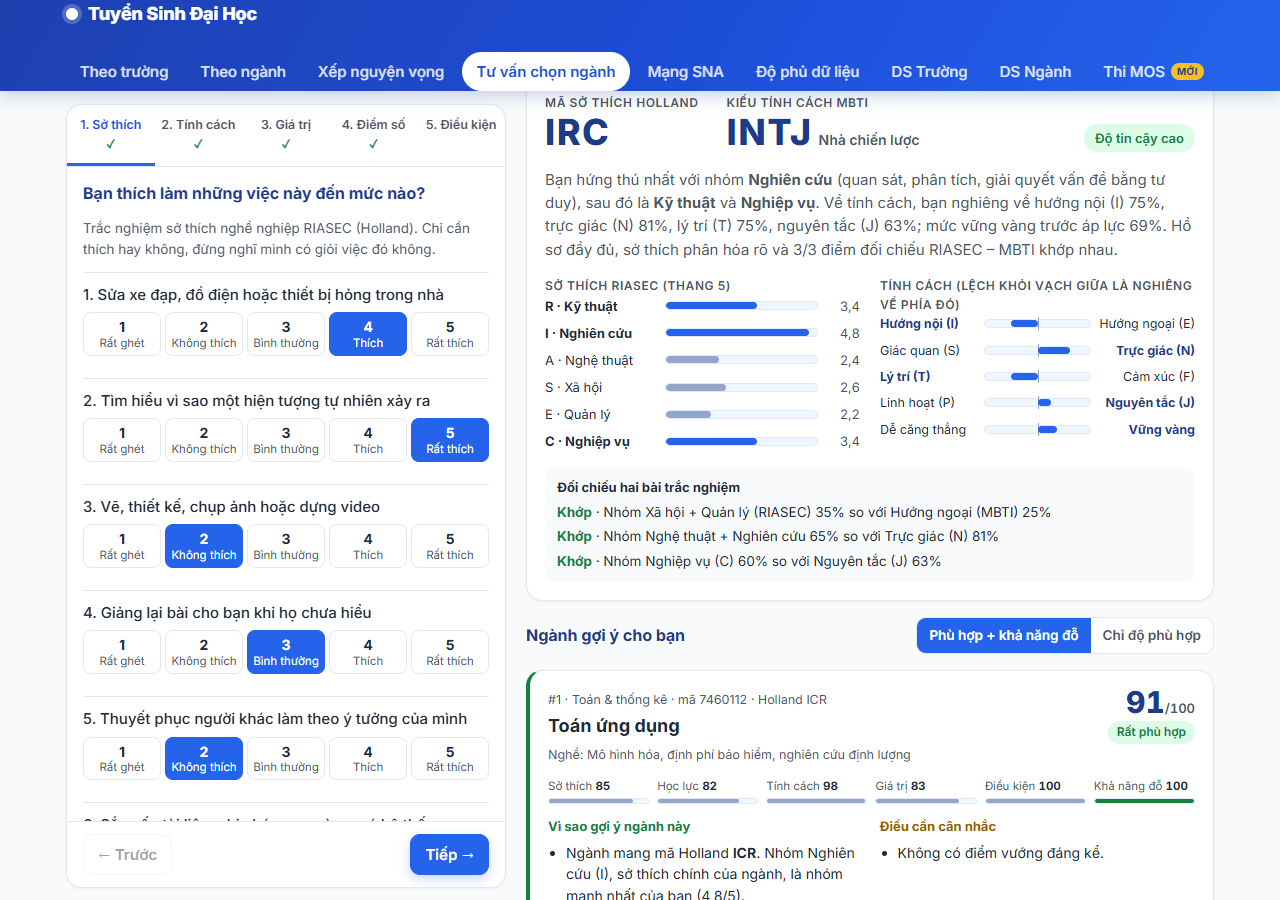 Tuyển Sinh Đại Học
Theo trường
Theo ngành
Xếp nguyện vọng
Tư vấn chọn ngành
Mạng SNA
Độ phủ dữ liệu
DS Trường
DS Ngành
Thi MOS MỚI
1. Sở thích ✓
2. Tính cách ✓
3. Giá trị ✓
4. Điểm số ✓
5. Điều kiện
Bạn thích làm những việc này đến mức nào?
Trắc nghiệm sở thích nghề nghiệp RIASEC (Holland). Chỉ cần
thích hay không, đừng nghĩ mình có giỏi việc đó không.
1. Sửa xe đạp, đồ điện hoặc thiết bị hỏng trong nhà
1 2 3 4 5
Rất ghét Không thích Bình thường Thích Rất thích
2. Tìm hiểu vì sao một hiện tượng tự nhiên xảy ra
1 2 3 4 5
Rất ghét Không thích Bình thường Thích Rất thích
3. Vẽ, thiết kế, chụp ảnh hoặc dựng video
1 2 3 4 5
Rất ghét Không thích Bình thường Thích Rất thích
4. Giảng lại bài cho bạn khi họ chưa hiểu
1 2 3 4 5
Rất ghét Không thích Bình thường Thích Rất thích
5. Thuyết phục người khác làm theo ý tưởng của mình
1 2 3 4 5
Rất ghét Không thích Bình thường Thích Rất thích
← Trước
Tiếp →
MÃ SỞ THÍCH HOLLAND
IRC
KIỂU TÍNH CÁCH MBTI
INTJ Nhà chiến lược
Độ tin cậy cao
Bạn hứng thú nhất với nhóm Nghiên cứu (quan sát, phân tích, giải quyết vấn đề bằng tư
duy), sau đó là Kỹ thuật và Nghiệp vụ. Về tính cách, bạn nghiêng về hướng nội (I) 75%,
trực giác (N) 81%, lý trí (T) 75%, nguyên tắc (J) 63%; mức vững vàng trước áp lực 69%. Hồ
sơ đầy đủ, sở thích phân hóa rõ và 3/3 điểm đối chiếu RIASEC – MBTI khớp nhau.
SỞ THÍCH RIASEC (THANG 5)
R · Kỹ thuật 3,4
I · Nghiên cứu 4,8
A · Nghệ thuật 2,4
S · Xã hội 2,6
E · Quản lý 2,2
C · Nghiệp vụ 3,4
TÍNH CÁCH (LỆCH KHỎI VẠCH GIỮA LÀ NGHIÊNG
VỀ PHÍA ĐÓ)
Hướng nội (I) Hướng ngoại (E)
Giác quan (S) Trực giác (N)
Lý trí (T) Cảm xúc (F)
Linh hoạt (P) Nguyên tắc (J)
Dễ căng thẳng Vững vàng
Đối chiếu hai bài trắc nghiệm
Khớp · Nhóm Xã hội + Quản lý (RIASEC) 35% so với Hướng ngoại (MBTI) 25%
Khớp · Nhóm Nghệ thuật + Nghiên cứu 65% so với Trực giác (N) 81%
Khớp · Nhóm Nghiệp vụ (C) 60% so với Nguyên tắc (J) 63%
Ngành gợi ý cho bạn
Phù hợp + khả năng đỗ
Chỉ độ phù hợp
#1 · Toán & thống kê · mã 7460112 · Holland ICR
91/100
Toán ứng dụng
Rất phù hợp
Nghề: Mô hình hóa, định phí bảo hiểm, nghiên cứu định lượng
Sở thích 85 Học lực 82 Tính cách 98 Giá trị 83 Điều kiện 100 Khả năng đỗ 100
Vì sao gợi ý ngành này
• Ngành mang mã Holland ICR. Nhóm Nghiên
cứu (I), sở thích chính của ngành, là nhóm
mạnh nhất của bạn (4,8/5).
Điều cần cân nhắc
• Không có điểm vướng đáng kể.